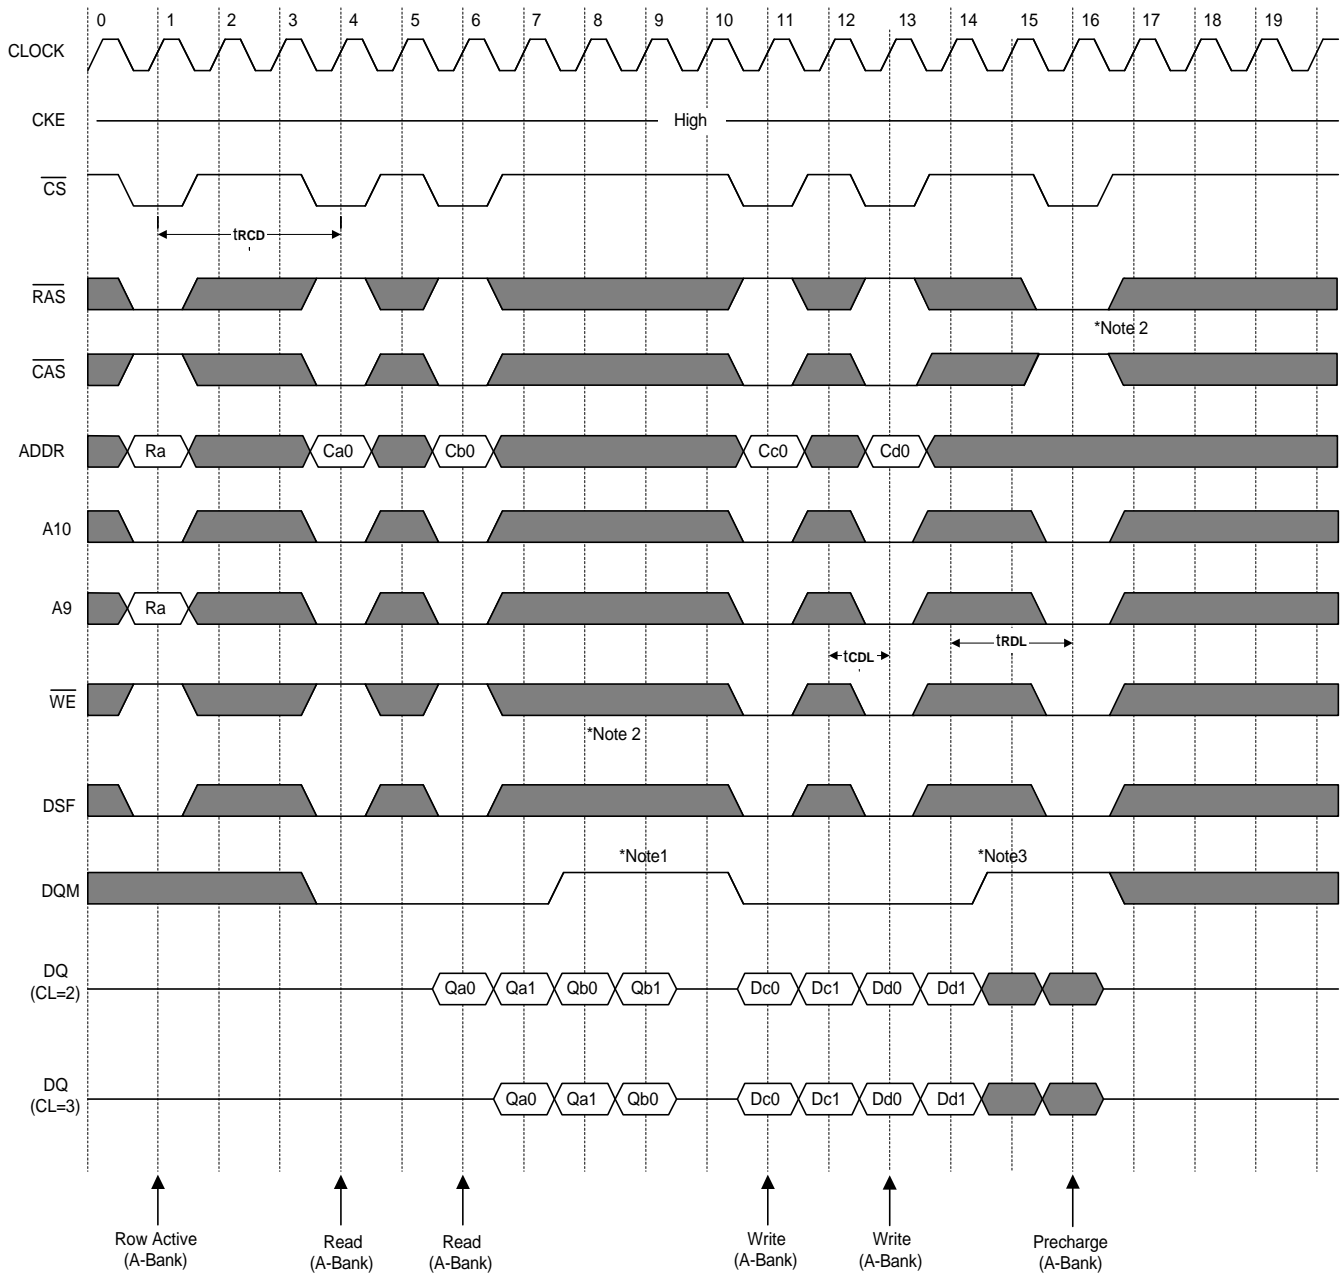 0 1 2 3 4 5 6 7 8 9 10 11 12 13 14 15 16 17 18 19
CLOCK
CKE High
CS
tRCD
RAS
*Note 2
CAS
ADDR Ra Ca0 Cb0 Cc0 Cd0
A10
A9 Ra
tCDL tRDL
WE
*Note 2
DSF
*Note1 *Note3
DQM
DQ
(CL=2) Qa0 Qa1 Qb0 Qb1 Dc0 Dc1 Dd0 Dd1
DQ
(CL=3) Qa0 Qa1 Qb0 Dc0 Dc1 Dd0 Dd1
Row Active Read Read Write Write Precharge
(A-Bank) (A-Bank) (A-Bank) (A-Bank) (A-Bank) (A-Bank)